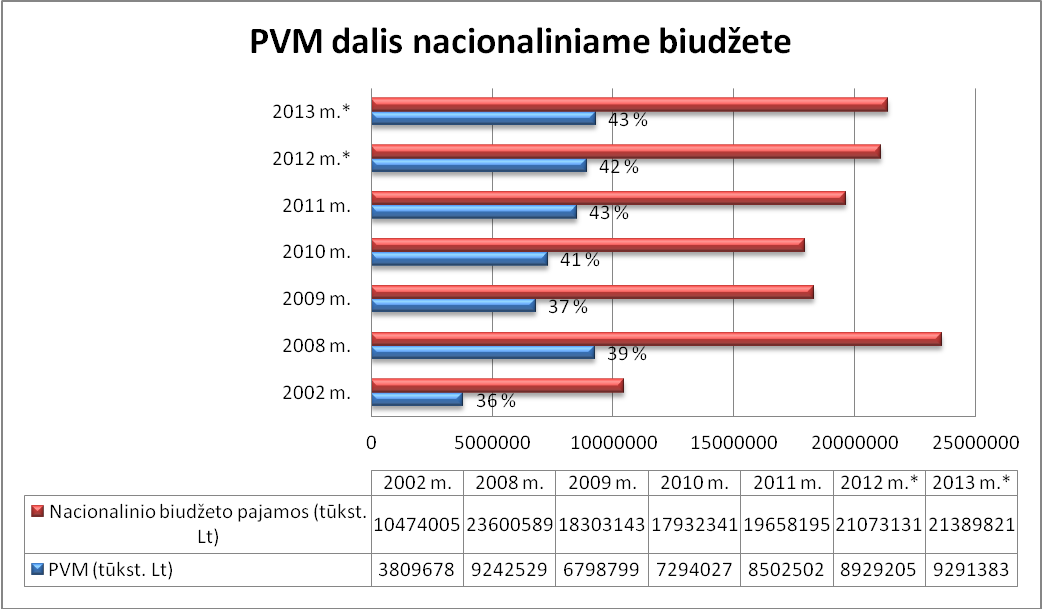 PVM dalis nacionaliniame biudžete
2013 m.*
43 %
2012 m.*
42 %
2011 m.
43 %
2010 m.
41 %
2009 m.
37 %
2008 m.
39 %
2002 m.
36 %
0 5000000 10000000 15000000 20000000 25000000
2002 m. 2008 m. 2009 m. 2010 m. 2011 m. 2012 m.* 2013 m.*
Nacionalinio biudžeto pajamos (tūkst.
Lt)
10474005 23600589 18303143 17932341 19658195 21073131 21389821
PVM (tūkst. Lt) 3809678 9242529 6798799 7294027 8502502 8929205 9291383